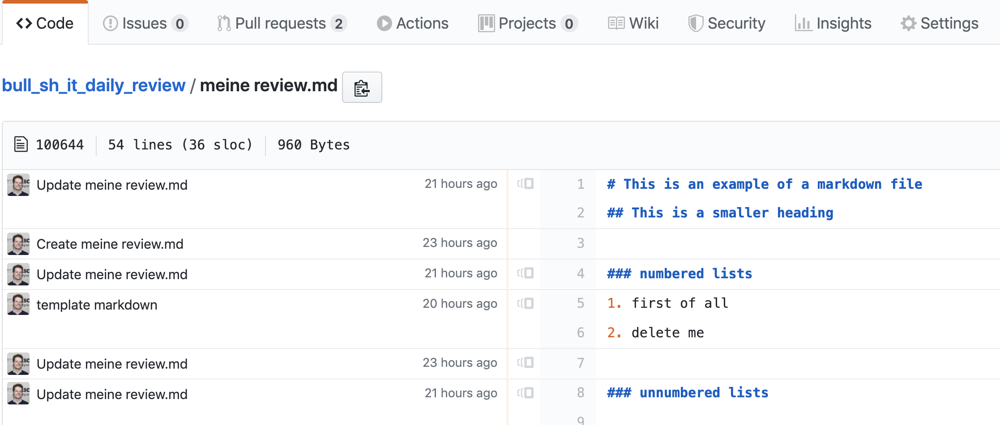 <> Code Issues 0 Pull requests 2 Actions Projects 0 Wiki Security Insights Settings
bull_sh_it_daily_review / meine review.md
100644 54 lines (36 sloc) 960 Bytes
Update meine review.md 21 hours ago 1 # This is an example of a markdown file
2 ## This is a smaller heading
Create meine review.md 23 hours ago 3
Update meine review.md 21 hours ago 4 ### numbered lists
template markdown 20 hours ago 5 1. first of all
6 2. delete me
Update meine review.md 23 hours ago 7
Update meine review.md 21 hours ago 8 ### unnumbered lists
9